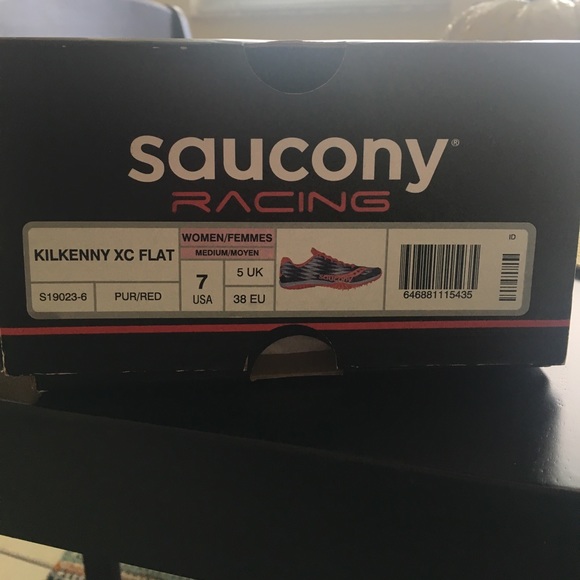 saucony®
RACING
KILKENNY XC FLAT
WOMEN/FEMMES
MEDIUM/MOYEN
S19023-6
PUR/RED
7
USA
5 UK
38 EU
saucony
646881115435
ID